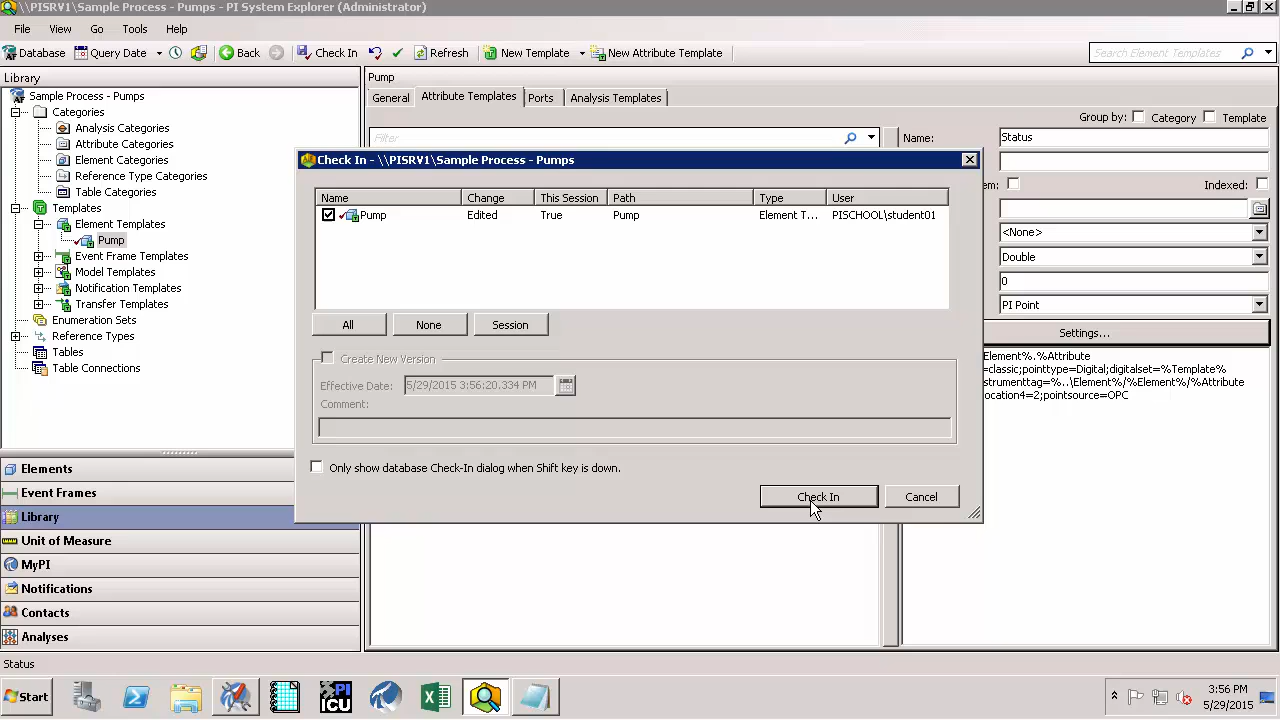 \\PISRV1\Sample Process - Pumps - PI System Explorer (Administrator)
File View Go Tools Help
Database Query Date Back Check In Refresh New Template New Attribute Template Search Element Templates
Library
Sample Process - Pumps
Categories
Analysis Categories
Attribute Categories
Element Categories
Reference Type Categories
Table Categories
Templates
Element Templates
Pump
Event Frame Templates
Model Templates
Notification Templates
Transfer Templates
Enumeration Sets
Reference Types
Tables
Table Connections
Elements
Event Frames
Library
Unit of Measure
MyPI
Notifications
Contacts
Analyses
Pump
General Attribute Templates Ports Analysis Templates
Group by: Category Template
Filter
Name: Status
em: Indexed:
<None>
Double
0
PI Point
Settings...
Element%.%Attribute
=classic;pointtype=Digital;digitalset=%Template%
strumenttag=%..\Element%/%Element%/%Attribute
ocation4=2;pointsource=OPC
Check In - \\PISRV1\Sample Process - Pumps
Name Change This Session Path Type User
Pump Edited True Pump Element T... PISCHOOL\student01
All None Session
Create New Version
Effective Date: 5/29/2015 3:56:20.334 PM
Comment:
Only show database Check-In dialog when Shift key is down.
Check In Cancel
Status
Start PI ICU 3:56 PM
5/29/2015